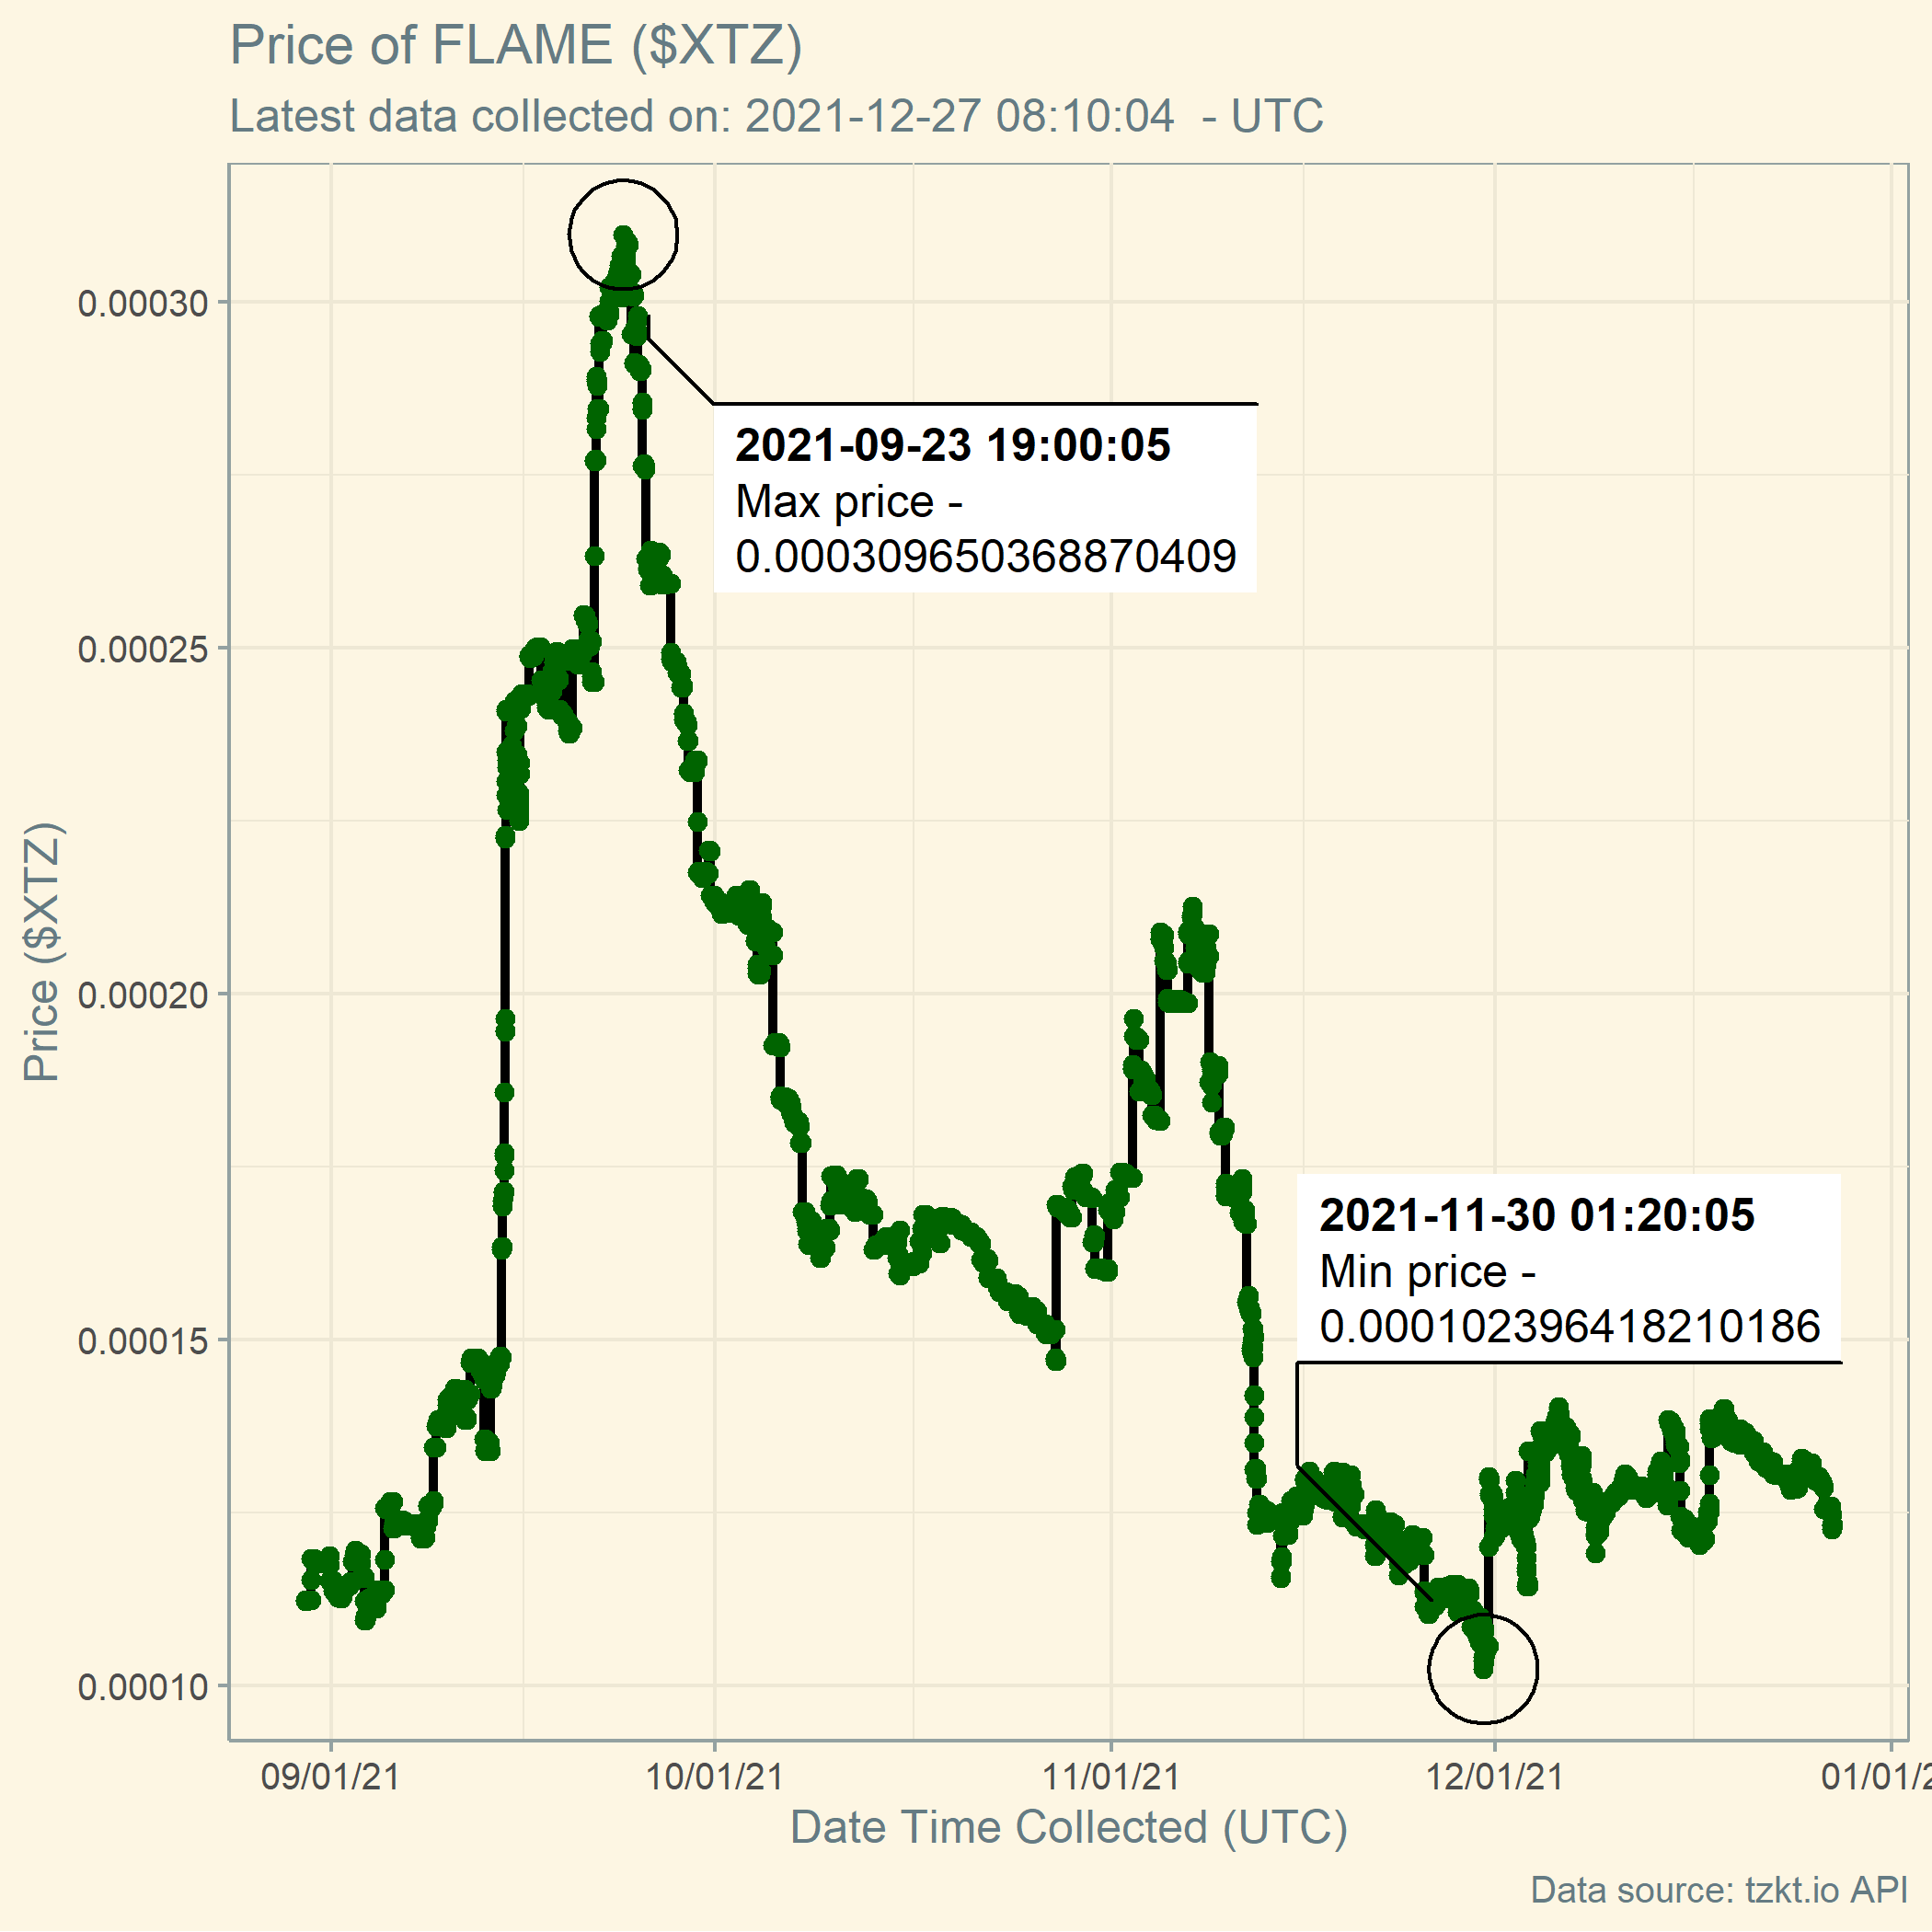 Price of FLAME ($XTZ)
Latest data collected on: 2021-12-27 08:10:04  - UTC
0.00030
0.00025
0.00020
0.00015
0.00010
Price ($XTZ)
2021-09-23 19:00:05
Max price -
0.000309650368870409
2021-11-30 01:20:05
Min price -
0.000102396418210186
09/01/21
10/01/21
11/01/21
12/01/21
01/01/2
Date Time Collected (UTC)
Data source: tzkt.io API